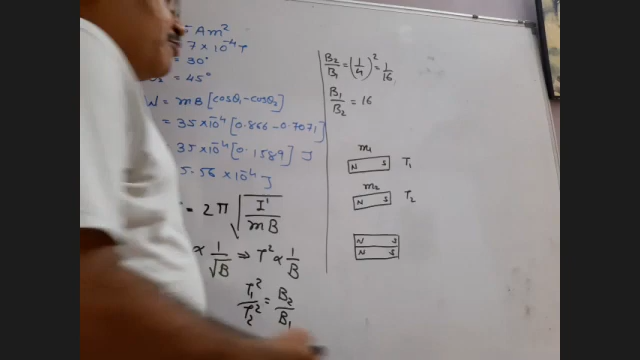 Am²
7 × 10⁻⁴ T
= 30°
= 45°
W = mB [cosθ₁ - cosθ₂]
= 35×10⁻⁴ [0.866 - 0.7071]
35×10⁻⁴ [0.1589] J
5.56 × 10⁻⁴ J
= 2π √(I'/mB)
∝ 1/√B ⇒ T² ∝ 1/B
T₁²/T₂² = B₂/B₁
B₂/B₁ = (1/4)² = 1/16
B₁/B₂ = 16
m₁
N S T₁
m₂
N S T₂
N S
N S